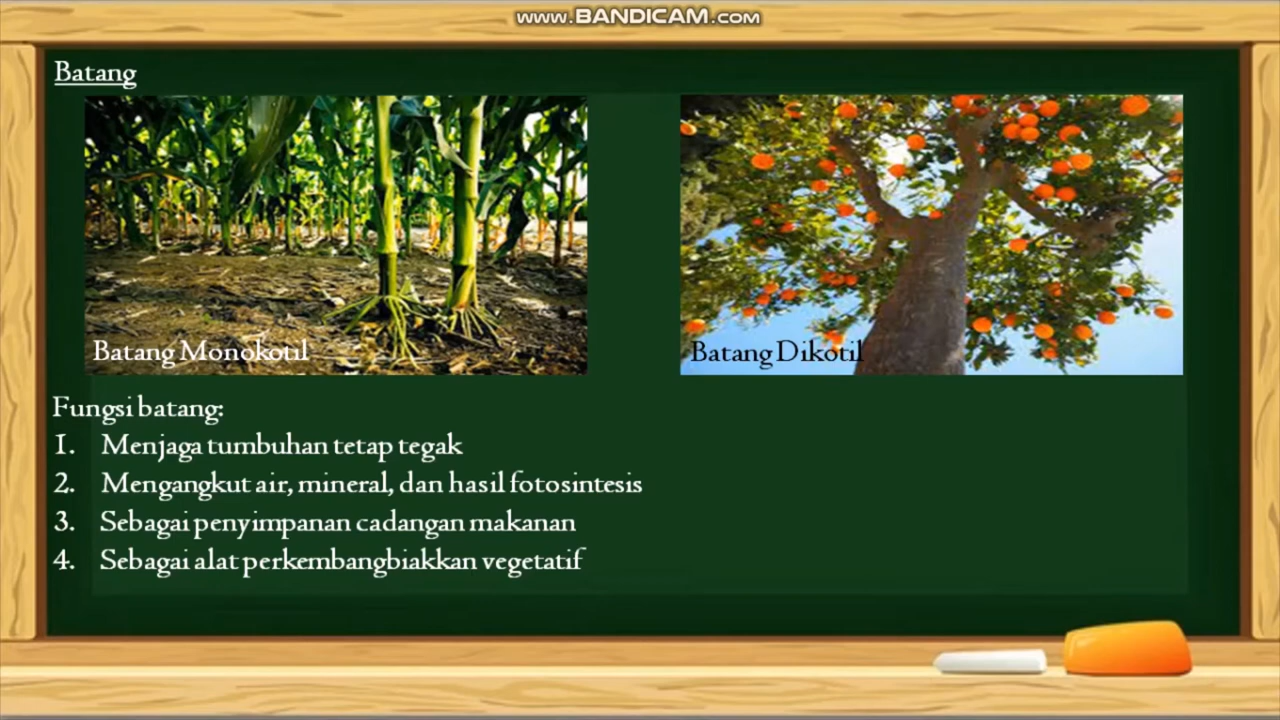 www.BANDICAM.com
Batang
Batang Monokotil
Batang Dikotil
Fungsi batang:
1. Menjaga tumbuhan tetap tegak
2. Mengangkut air, mineral, dan hasil fotosintesis
3. Sebagai penyimpanan cadangan makanan
4. Sebagai alat perkembangbiakkan vegetatif